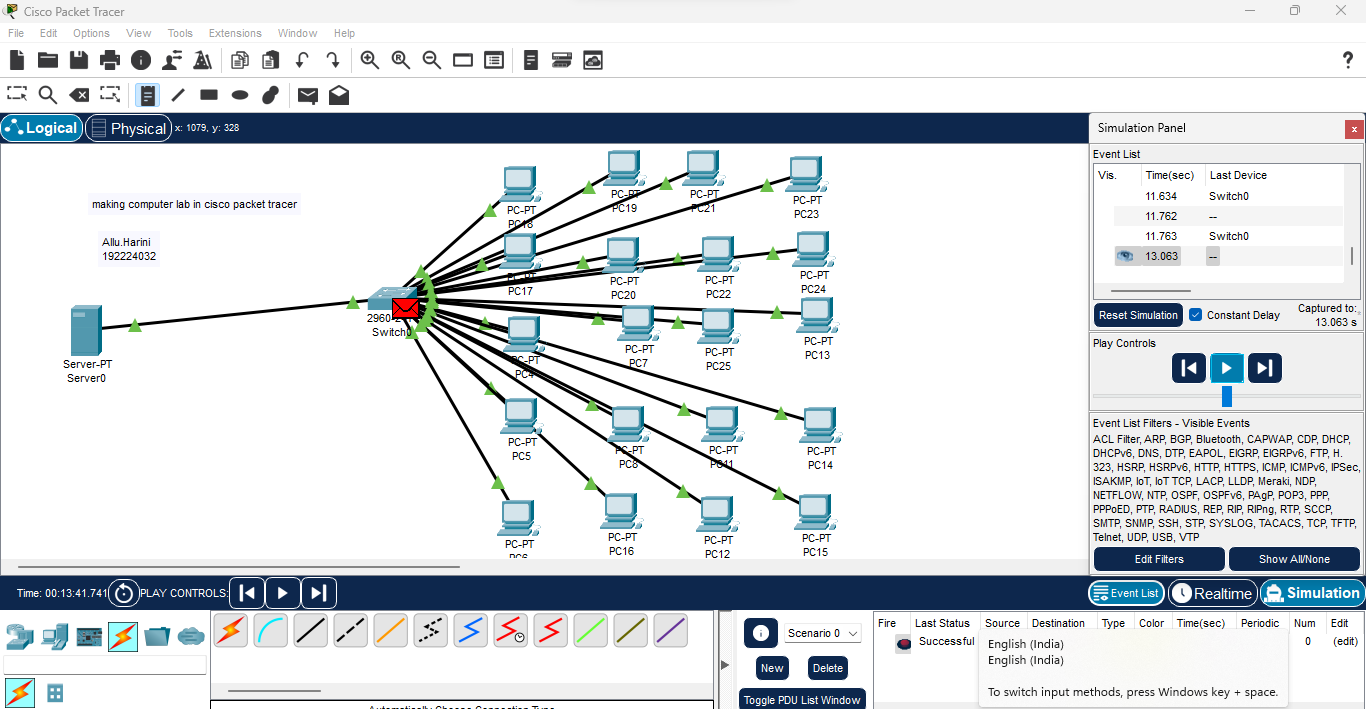 Cisco Packet Tracer
File Edit Options View Tools Extensions Window Help
?
Logical Physical x: 1079, y: 328
making computer lab in cisco packet tracer
Allu.Harini
192224032
PC-PT
PC18
PC-PT
PC19
PC-PT
PC21
PC-PT
PC23
PC-PT
PC17
PC-PT
PC20
PC-PT
PC22
PC-PT
PC24
Server-PT
Server0
Switch0
PC-PT
PC4
PC-PT
PC7
PC-PT
PC25
PC-PT
PC13
PC-PT
PC5
PC-PT
PC8
PC-PT
PC11
PC-PT
PC14
PC-PT
PC6
PC-PT
PC16
PC-PT
PC12
PC-PT
PC15
Simulation Panel
Event List
Vis. Time(sec) Last Device
11.634 Switch0
11.762 --
11.763 Switch0
13.063 --
Reset Simulation Constant Delay Captured to:
13.063 s
Play Controls
Event List Filters - Visible Events
ACL Filter, ARP, BGP, Bluetooth, CAPWAP, CDP, DHCP,
DHCPv6, DNS, DTP, EAPOL, EIGRP, EIGRPv6, FTP, H.
323, HSRP, HSRPv6, HTTP, HTTPS, ICMP, ICMPv6, IPSec,
ISAKMP, IoT, IoT TCP, LACP, LLDP, Meraki, NDP,
NETFLOW, NTP, OSPF, OSPFv6, PAgP, POP3, PPP,
PPPoED, PTP, RADIUS, REP, RIP, RIPng, RTP, SCCP,
SMTP, SNMP, SSH, STP, SYSLOG, TACACS, TCP, TFTP,
Telnet, UDP, USB, VTP
Edit Filters Show All/None
Time: 00:13:41.741 PLAY CONTROLS:
Event List Realtime Simulation
Automatically Choose Connection Type
Scenario 0
New Delete
Toggle PDU List Window
Fire Last Status Source Destination Type Color Time(sec) Periodic Num Edit
Successful 0 (edit)
English (India)
English (India)
To switch input methods, press Windows key + space.